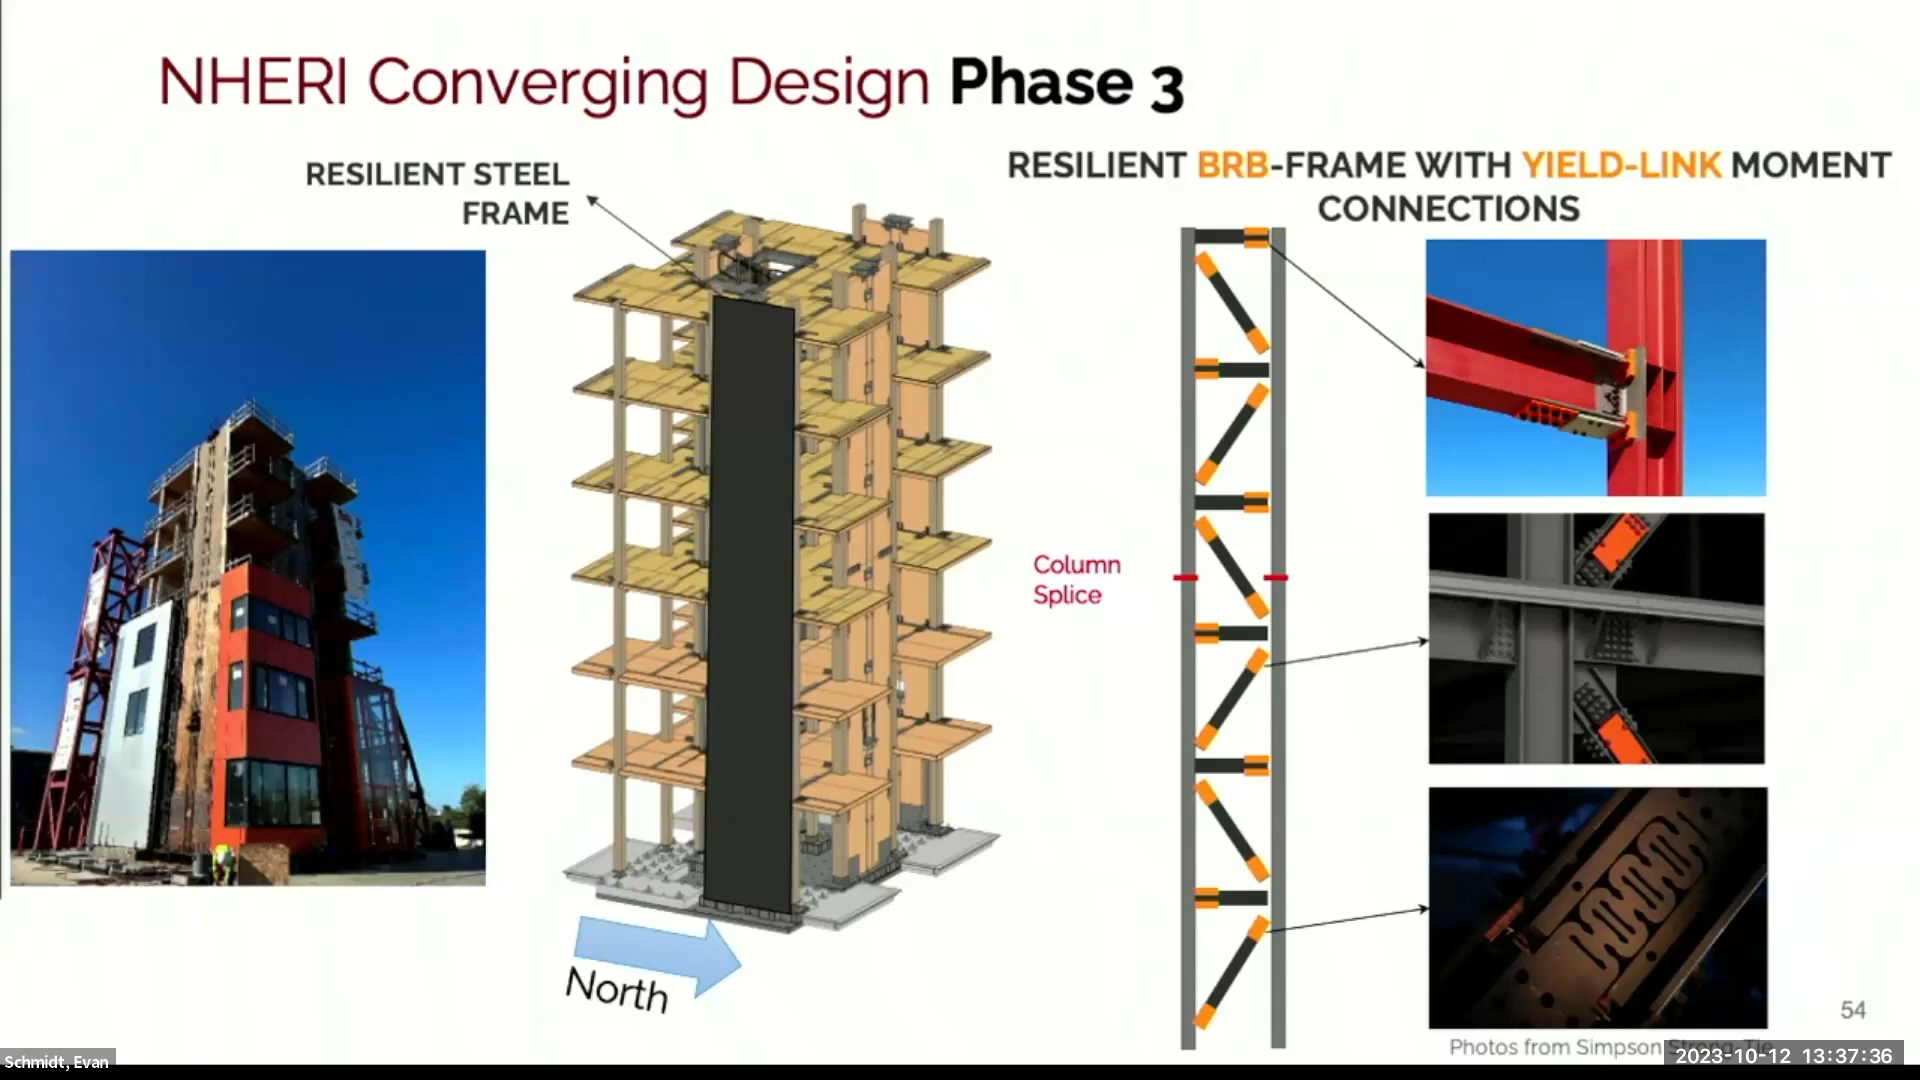 NHERI Converging Design Phase 3
RESILIENT STEEL
FRAME
RESILIENT BRB-FRAME WITH YIELD-LINK MOMENT
CONNECTIONS
Column
Splice
North
54
Photos from Simpson Strong-Tie
Schmidt, Evan
2023-10-12 13:37:36